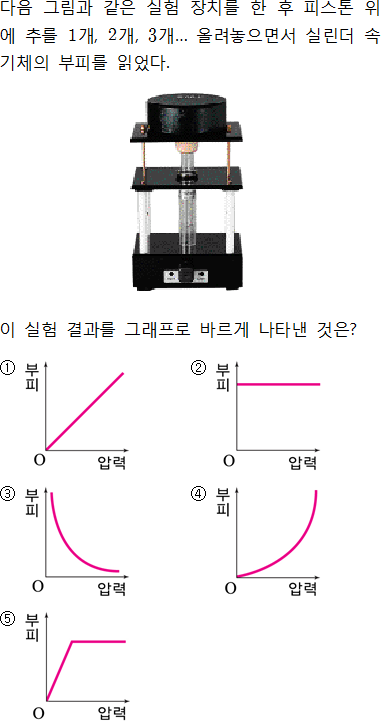 다음 그림과 같은 실험 장치를 한 후 피스톤 위
에 추를 1개, 2개, 3개... 올려놓으면서 실린더 속
기체의 부피를 읽었다.
이 실험 결과를 그래프로 바르게 나타낸 것은?
① 부피 O 압력
② 부피 O 압력
③ 부피 O 압력
④ 부피 O 압력
⑤ 부피 O 압력